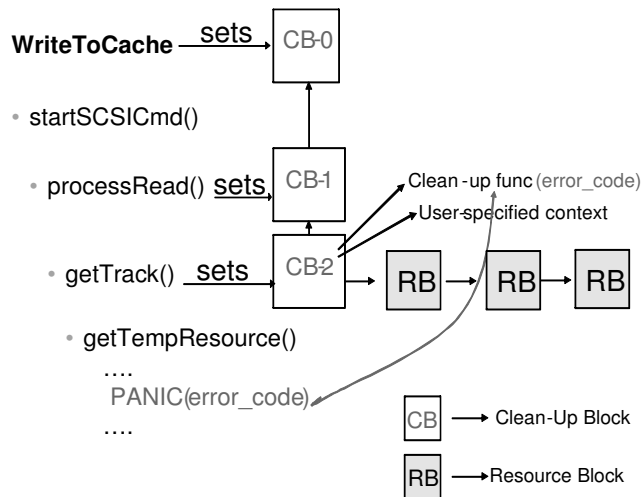 WriteToCache sets CB-0
• startSCSICmd()
• processRead() sets CB-1
Clean-up func(error_code)
User-specified context
• getTrack() sets CB-2 RB RB RB
• getTempResource()
....
PANIC(error_code)
....
CB Clean-Up Block
RB Resource Block